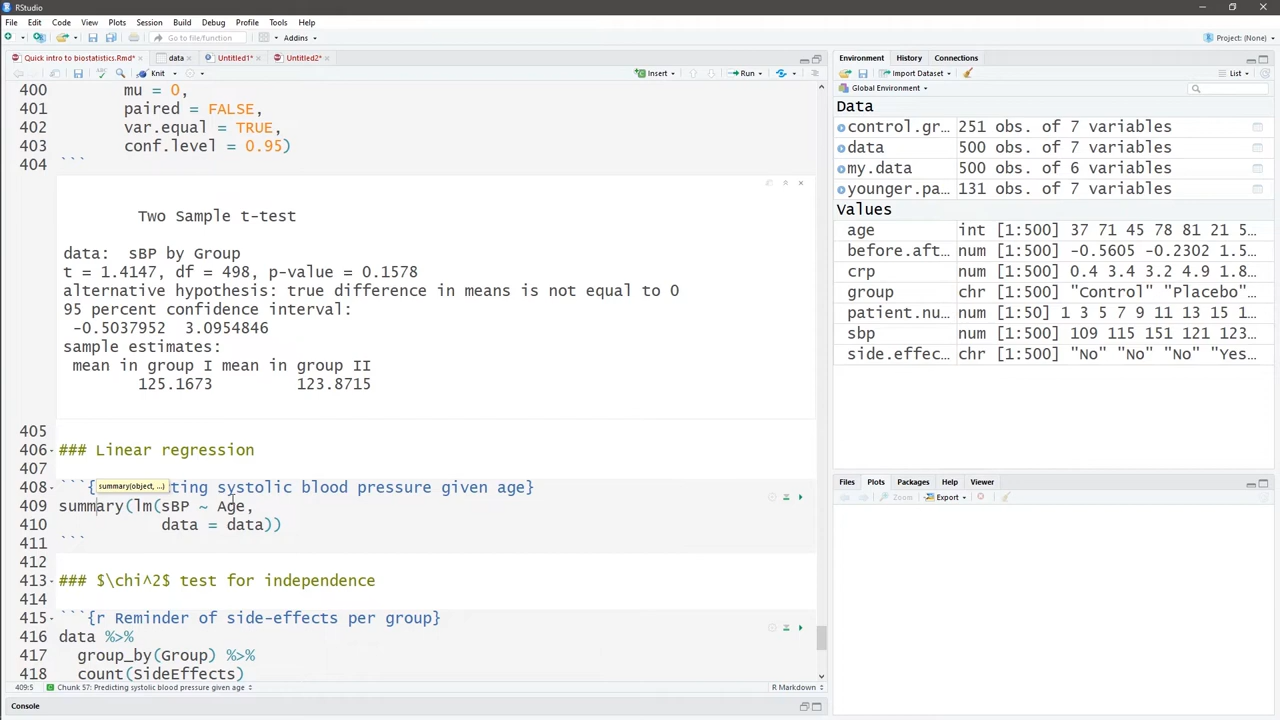 RStudio
File Edit Code View Plots Session Build Debug Profile Tools Help
Go to file/function Addins Project: (None)
Quick intro to biostatistics.Rmd* data Untitled1* Untitled2*
Knit Insert Run
400 mu = 0,
401 paired = FALSE,
402 var.equal = TRUE,
403 conf.level = 0.95)
404 ```
Two Sample t-test
data: sBP by Group
t = 1.4147, df = 498, p-value = 0.1578
alternative hypothesis: true difference in means is not equal to 0
95 percent confidence interval:
-0.5037952 3.0954846
sample estimates:
mean in group I mean in group II
125.1673 123.8715
405
406 ### Linear regression
407
408 ```{ ting systolic blood pressure given age}
summary(object, ...)
409 summary(lm(sBP ~ Age,
410 data = data))
411 ```
412
413 ### $\chi^2$ test for independence
414
415 ```{r Reminder of side-effects per group}
416 data %>%
417 group_by(Group) %>%
418 count(SideEffects)
409:5 Chunk 57: Predicting systolic blood pressure given age R Markdown
Console
Environment History Connections
Import Dataset List
Global Environment
Data
control.gr… 251 obs. of 7 variables
data 500 obs. of 7 variables
my.data 500 obs. of 6 variables
younger.pa… 131 obs. of 7 variables
Values
age int [1:500] 37 71 45 78 81 21 5…
before.aft… num [1:500] -0.5605 -0.2302 1.5…
crp num [1:500] 0.4 3.4 3.2 4.9 1.8…
group chr [1:500] "Control" "Placebo"…
patient.nu… num [1:50] 1 3 5 7 9 11 13 15 1…
sbp num [1:500] 109 115 151 121 123…
side.effec… chr [1:500] "No" "No" "No" "Yes…
Files Plots Packages Help Viewer
Zoom Export